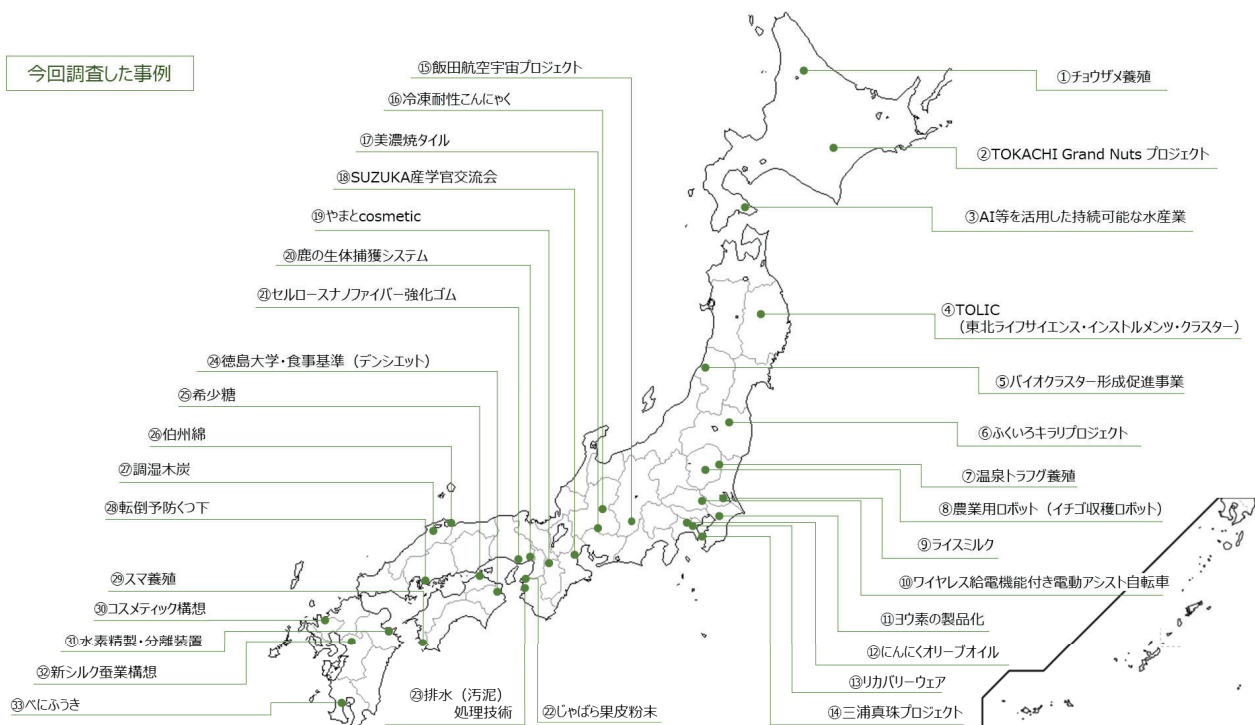 今回調査した事例
①チョウザメ養殖
②TOKACHI Grand Nuts プロジェクト
③AI等を活用した持続可能な水産業
④TOLIC
（東北ライフサイエンス・インストルメンツ・クラスター）
⑤バイオクラスター形成促進事業
⑥ふくいろキラリプロジェクト
⑦温泉トラフグ養殖
⑧農業用ロボット（イチゴ収穫ロボット）
⑨ライスミルク
⑩ワイヤレス給電機能付き電動アシスト自転車
⑪ヨウ素の製品化
⑫にんにくオリーブオイル
⑬リカバリーウェア
⑭三浦真珠プロジェクト
⑮飯田航空宇宙プロジェクト
⑯冷凍耐性こんにゃく
⑰美濃焼タイル
⑱SUZUKA産学官交流会
⑲やまとcosmetic
⑳鹿の生体捕獲システム
㉑セルロースナノファイバー強化ゴム
㉒じゃばら果皮粉末
㉓排水（汚泥）
処理技術
㉔徳島大学・食事基準（デンシエット）
㉕希少糖
㉖伯州綿
㉗調湿木炭
㉘転倒予防くつ下
㉙スマ養殖
㉚コスメティック構想
㉛水素精製・分離装置
㉜新シルク蚕業構想
㉝べにふうき